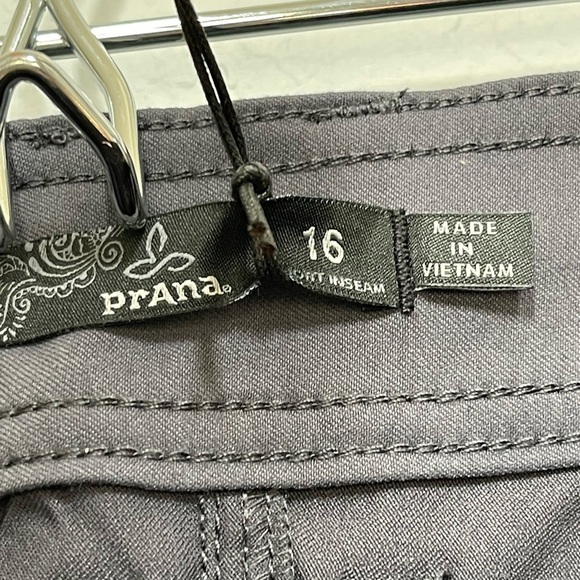 prAna
16
ORT INSEAM
MADE
IN
VIETNAM